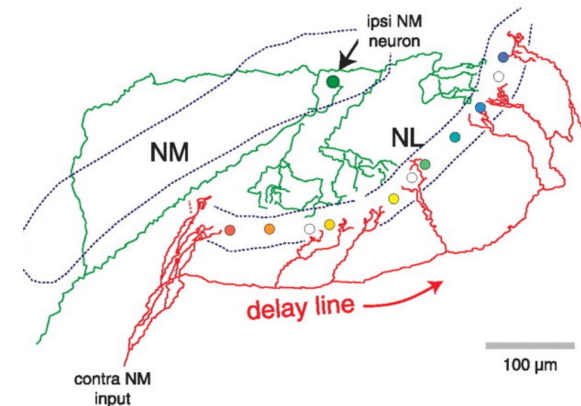 ipsi NM
neuron
NM
NL
delay line
100 µm
contra NM
input